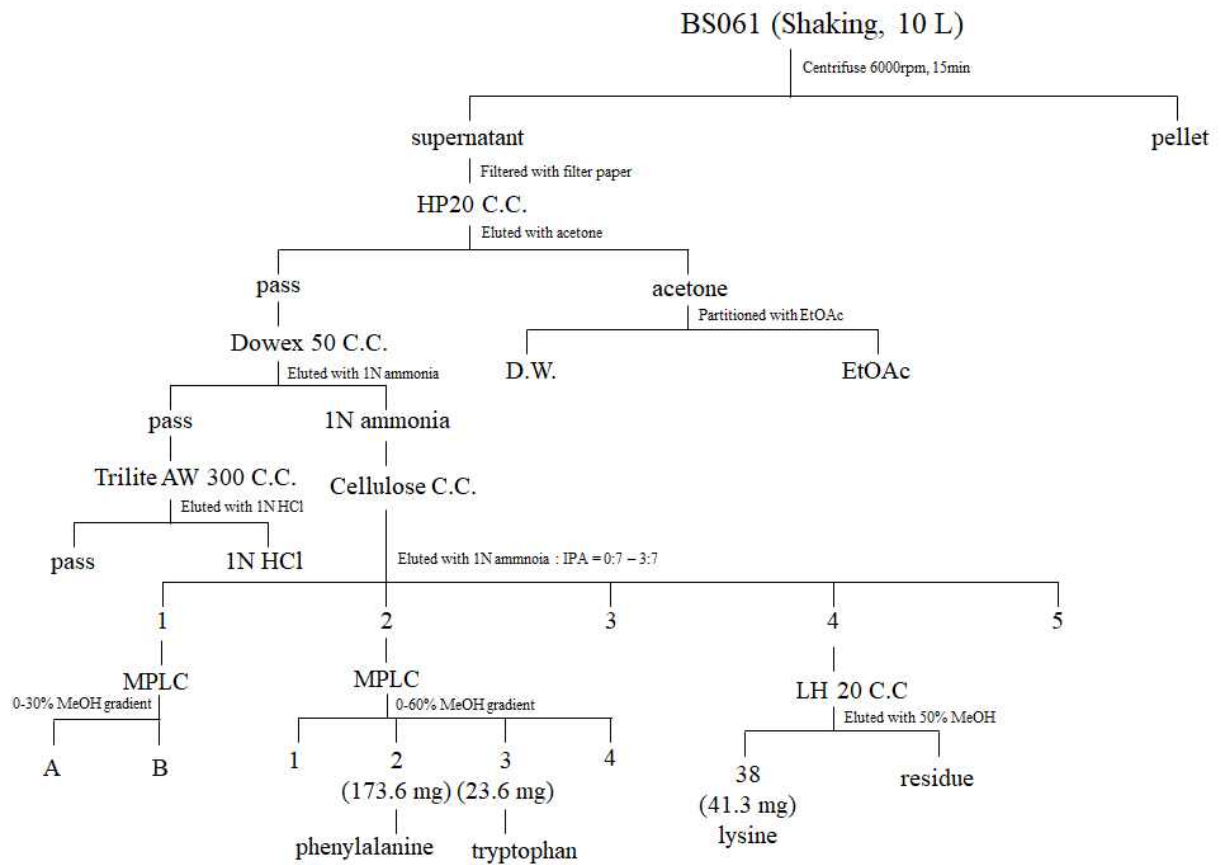 BS061 (Shaking, 10 L)
Centrifuse 6000rpm, 15min
supernatant
pellet
Filtered with filter paper
HP20 C.C.
Eluted with acetone
pass
acetone
Partitioned with EtOAc
Dowex 50 C.C.
Eluted with 1N ammonia
D.W.
EtOAc
pass
1N ammonia
Trilite AW 300 C.C.
Cellulose C.C.
Eluted with 1N HCl
pass
1N HCl
Eluted with 1N ammnoia : IPA = 0:7 – 3:7
1
2
3
4
5
MPLC
MPLC
LH 20 C.C
0-30% MeOH gradient
0-60% MeOH gradient
Eluted with 50% MeOH
A
B
1
2
3
4
38
residue
(173.6 mg)
(23.6 mg)
(41.3 mg)
phenylalanine
tryptophan
lysine